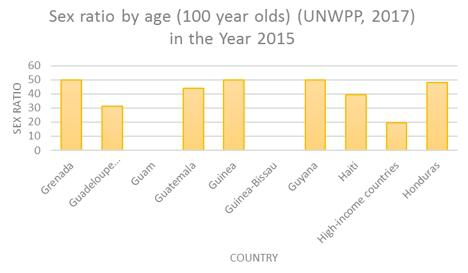 Sex ratio by age (100 year olds) (UNWPP, 2017)
in the Year 2015
SEX RATIO
60
50
40
30
20
10
0
Grenada
Guadeloupe...
Guam
Guatemala
Guinea
Guinea-Bissau
Guyana
Haiti
High-income countries
Honduras
COUNTRY